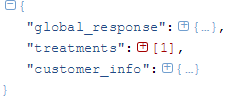 {
"global_response": {…},
"treatments": [1],
"customer_info": {…}
}